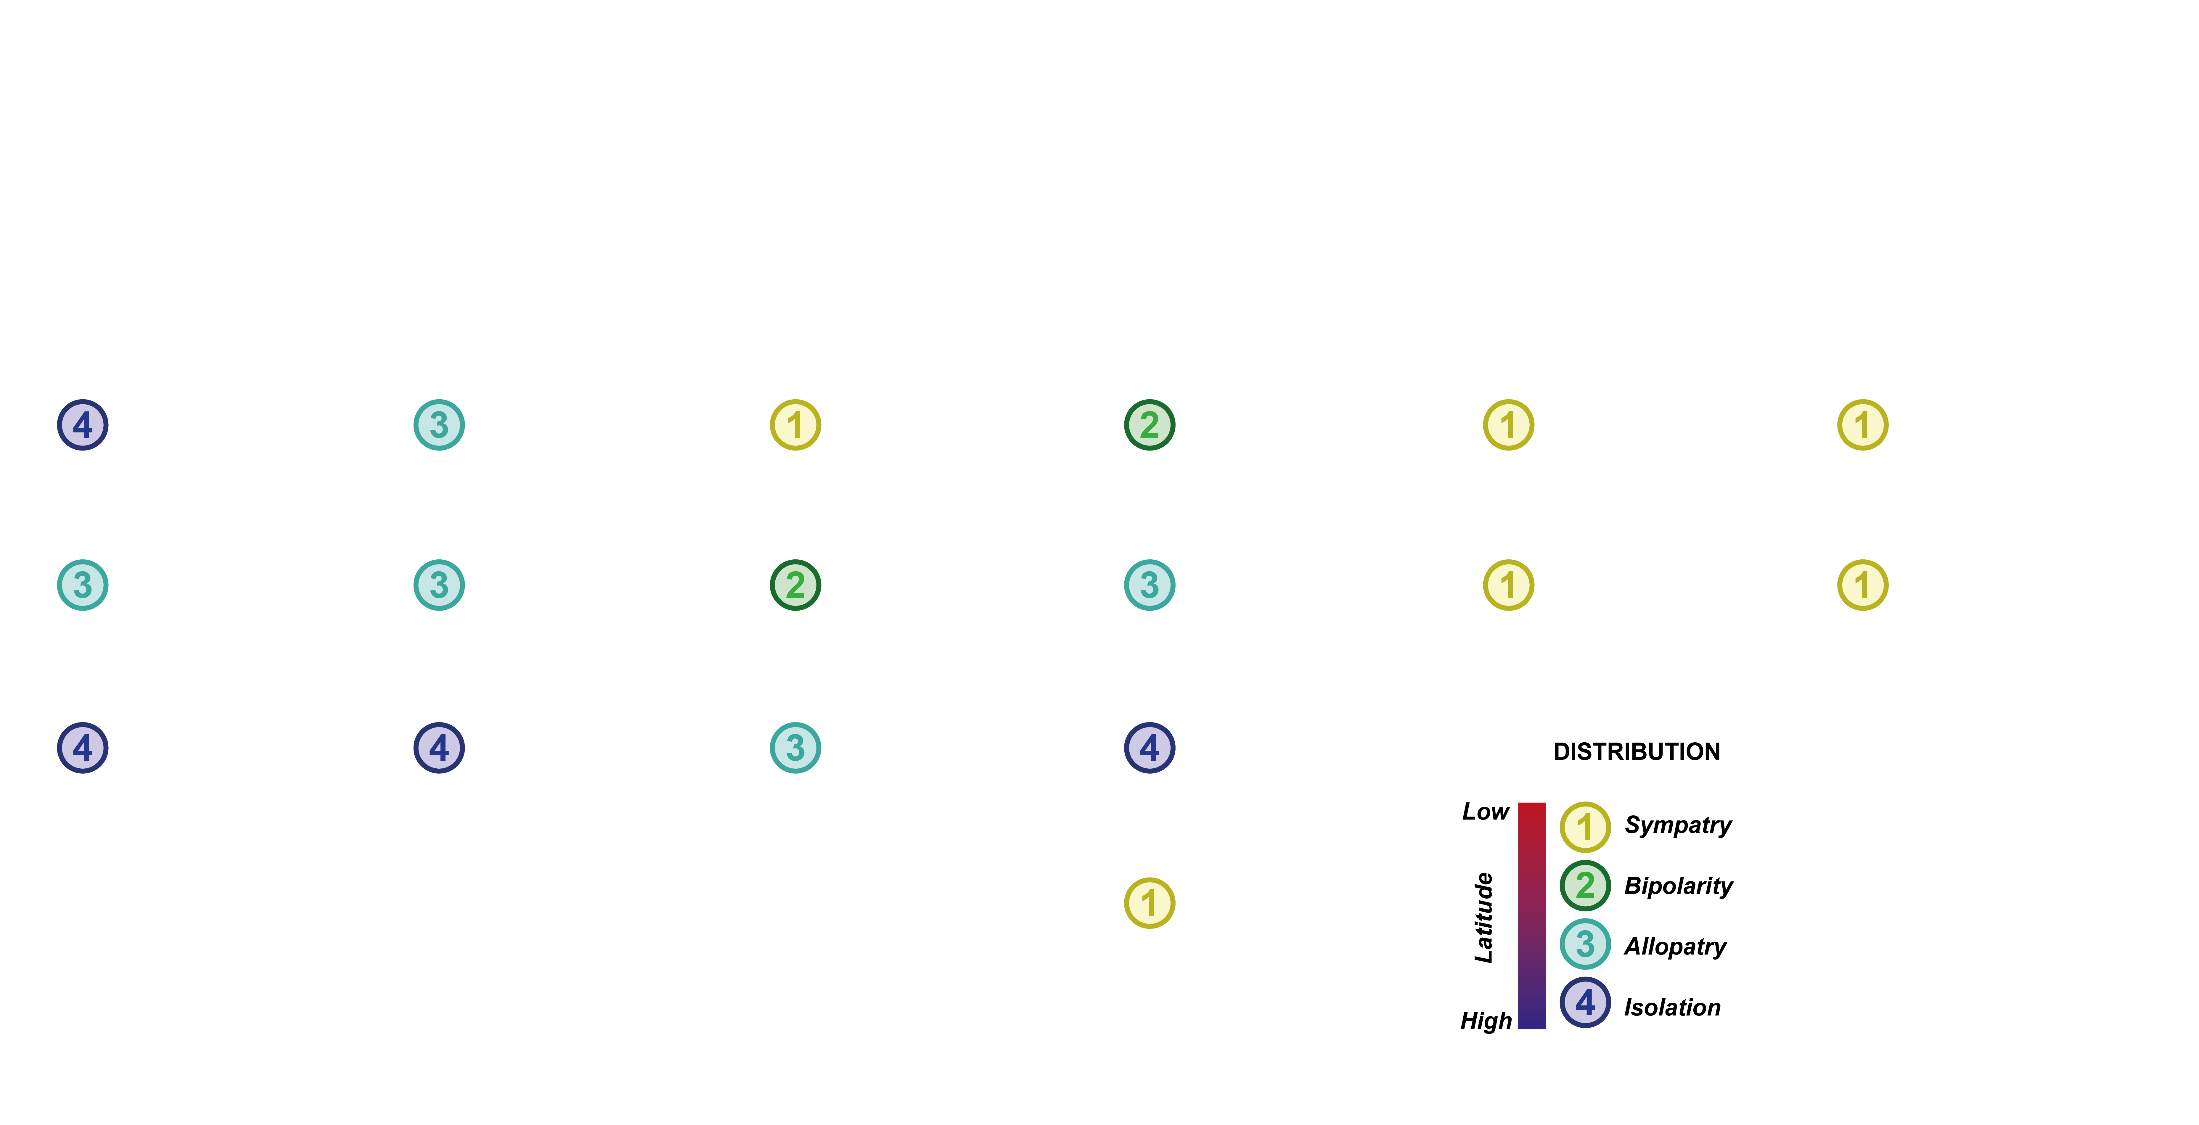 4 3 1 2 1 1
3 3 2 3 1 1
4 4 3 4
1
DISTRIBUTION
Low
Latitude
High
1 Sympatry
2 Bipolarity
3 Allopatry
4 Isolation